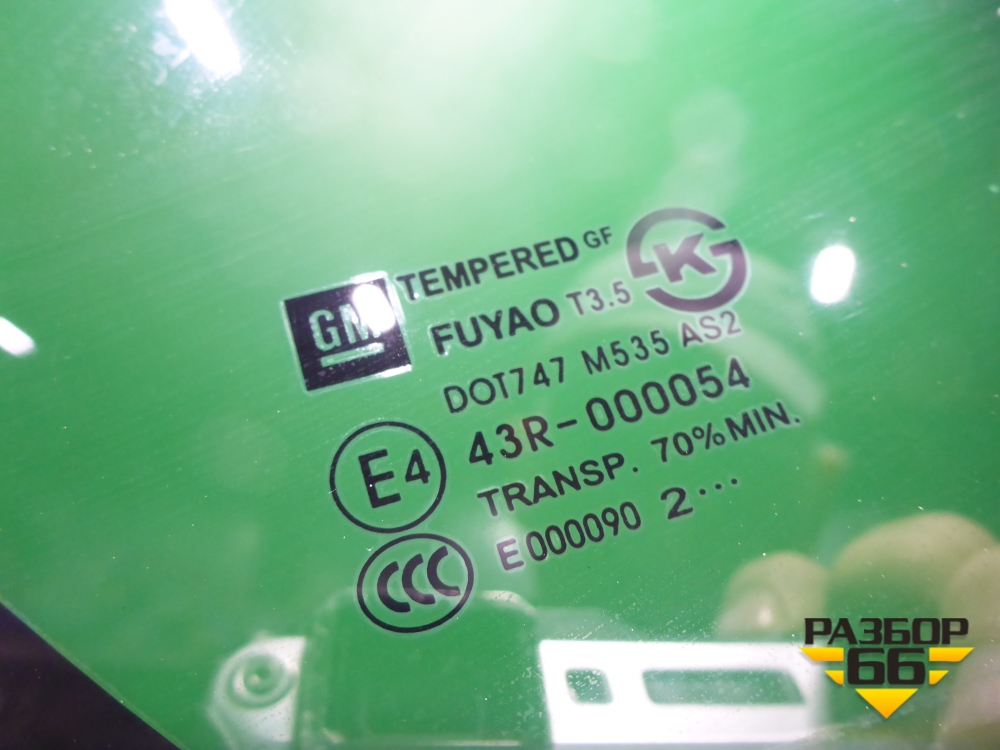 GM
TEMPERED GF
FUYAO T3.5
K
DOT747 M535 AS2
E4 43R-000054
TRANSP. 70%MIN.
CCC E000090 2...
РАЗБОР
66